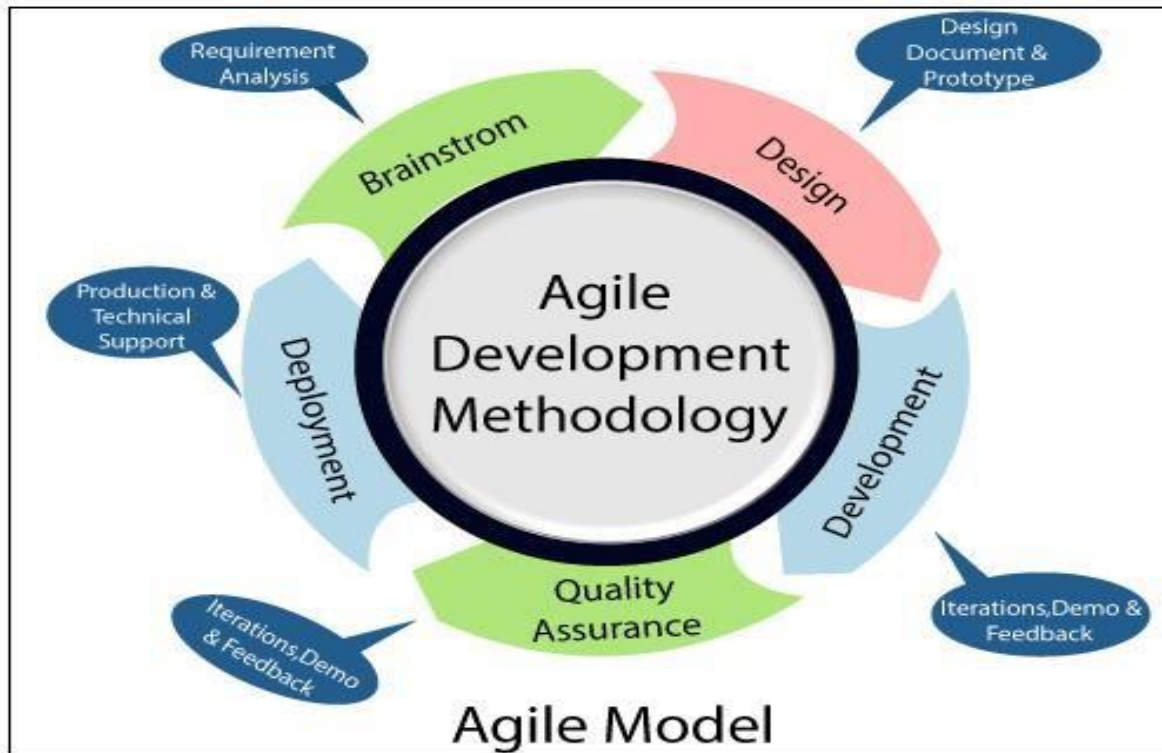 Requirement
Analysis
Brainstrom
Design
Document &
Prototype
Design
Production &
Technical
Support
Deployment
Agile
Development
Methodology
Development
Quality
Assurance
Iterations,Demo
& Feedback
Iterations,Demo &
Feedback
Agile Model